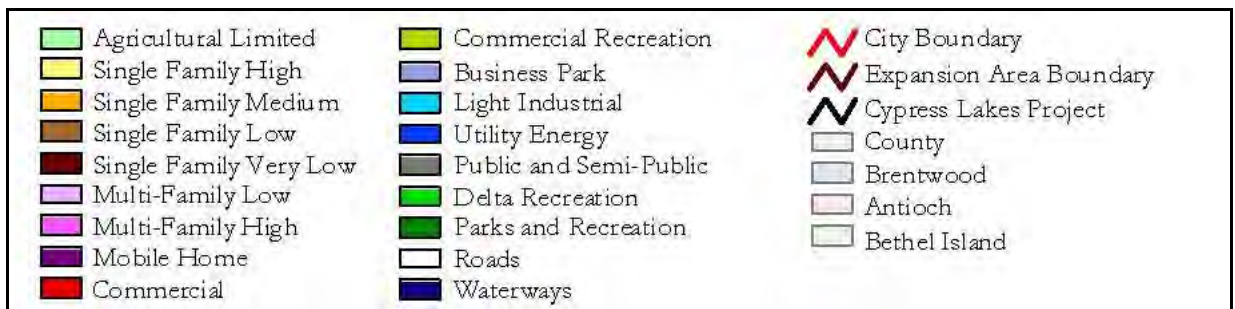 Agricultural Limited
Single Family High
Single Family Medium
Single Family Low
Single Family Very Low
Multi-Family Low
Multi-Family High
Mobile Home
Commercial
Commercial Recreation
Business Park
Light Industrial
Utility Energy
Public and Semi-Public
Delta Recreation
Parks and Recreation
Roads
Waterways
City Boundary
Expansion Area Boundary
Cypress Lakes Project
County
Brentwood
Antioch
Bethel Island